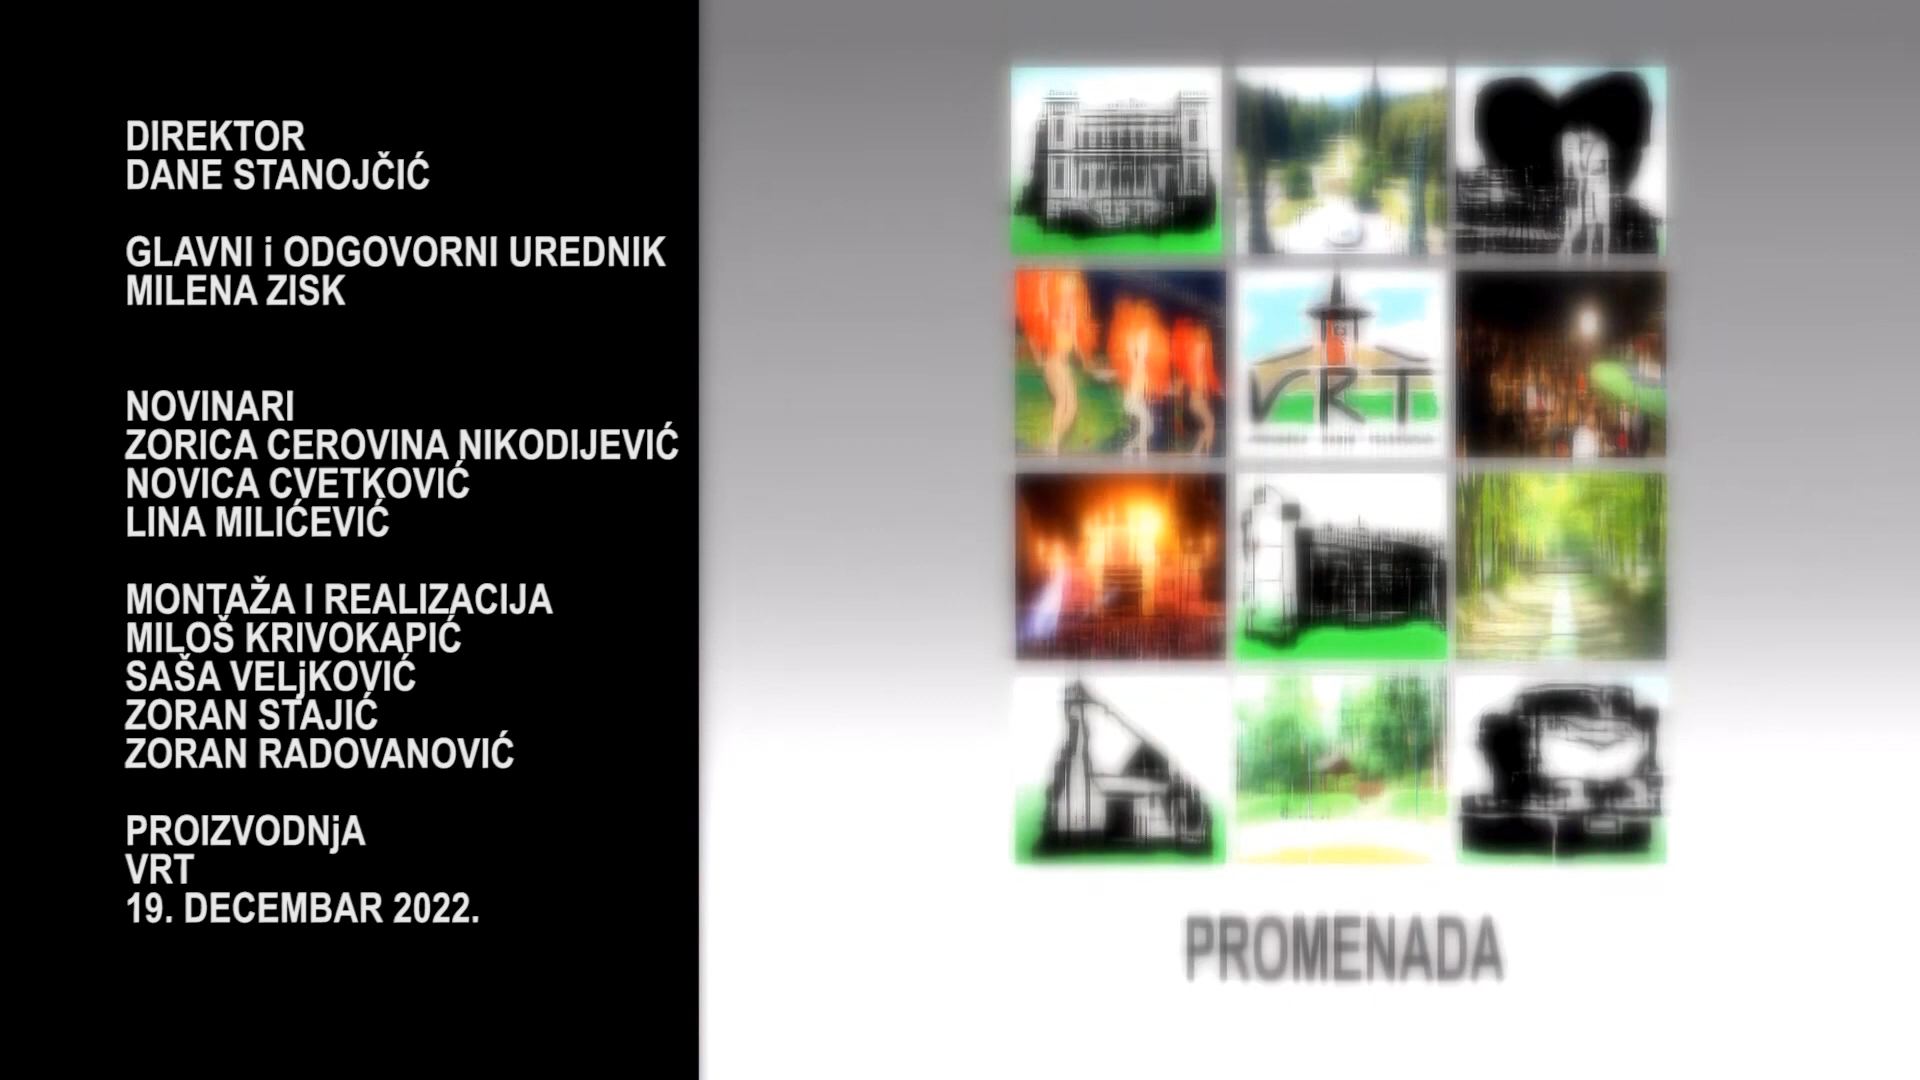 DIREKTOR
DANE STANOJČIĆ
GLAVNI i ODGOVORNI UREDNIK
MILENA ZISK
NOVINARI
ZORICA CEROVINA NIKODIJEVIĆ
NOVICA CVETKOVIĆ
LINA MILIĆEVIĆ
MONTAŽA I REALIZACIJA
MILOŠ KRIVOKAPIĆ
SAŠA VELjKOVIĆ
ZORAN STAJIĆ
ZORAN RADOVANOVIĆ
PROIZVODNjA
VRT
19. DECEMBAR 2022.
VRT
PROMENADA